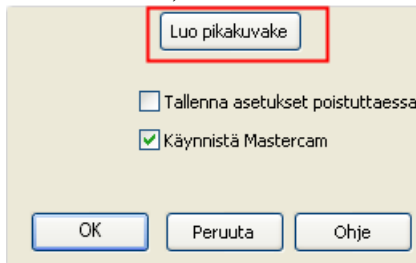 Luo pikakuvake
Tallenna asetukset poistuttaessa
Käynnistä Mastercam
OK Peruuta Ohje